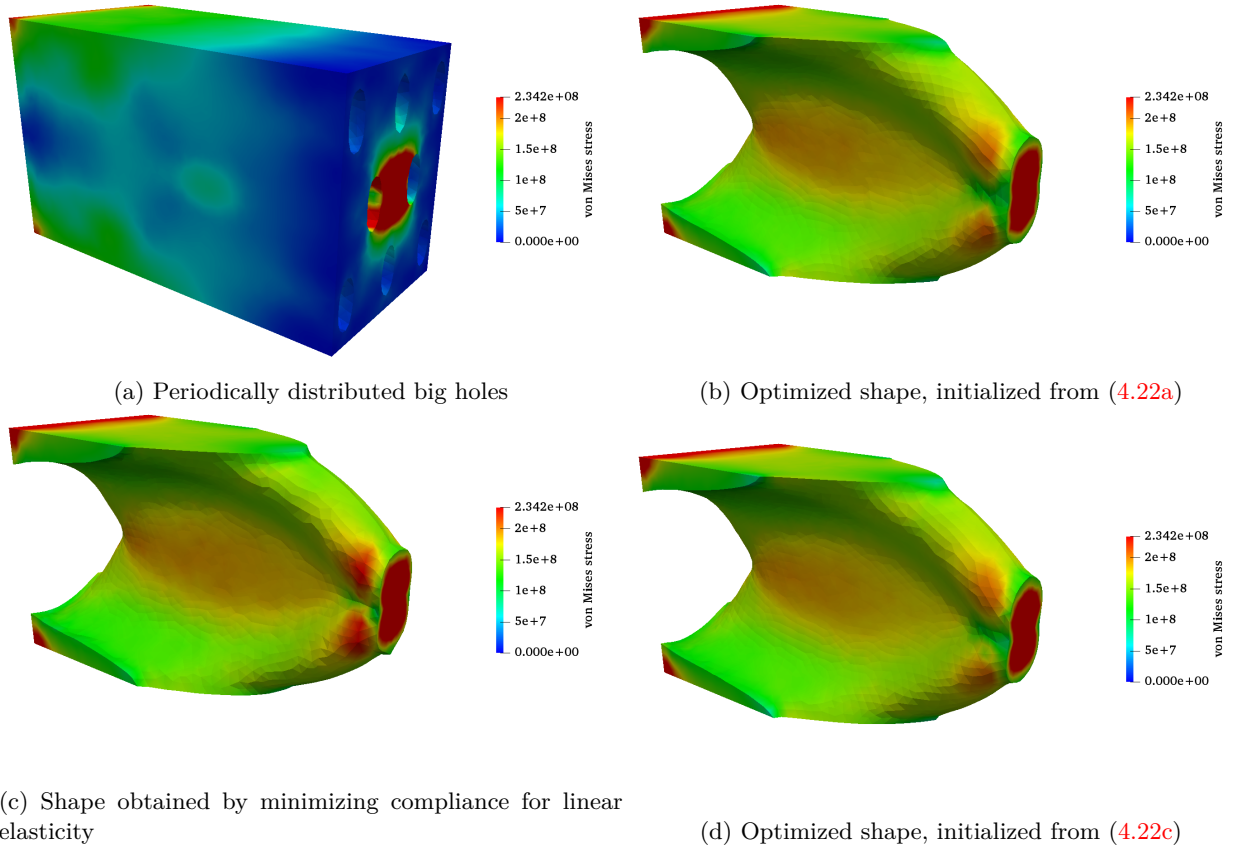 2.342e+08
2e+8
1.5e+8
1e+8
5e+7
0.000e+00
von Mises stress
2.342e+08
2e+8
1.5e+8
1e+8
5e+7
0.000e+00
von Mises stress
(a) Periodically distributed big holes
(b) Optimized shape, initialized from (4.22a)
2.342e+08
2e+8
1.5e+8
1e+8
5e+7
0.000e+00
von Mises stress
2.342e+08
2e+8
1.5e+8
1e+8
5e+7
0.000e+00
von Mises stress
(c) Shape obtained by minimizing compliance for linear
elasticity
(d) Optimized shape, initialized from (4.22c)